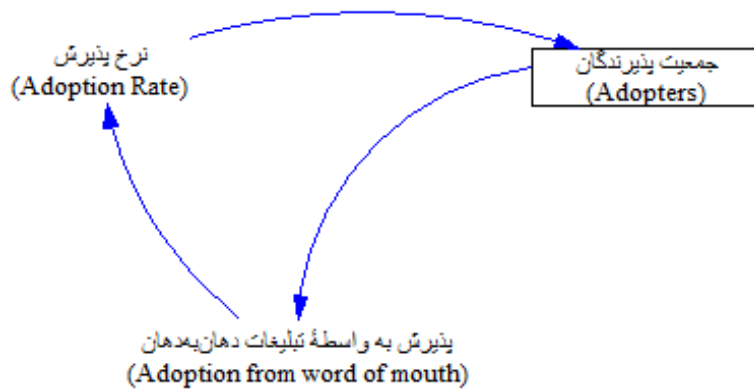 نرخ پذیرش
(Adoption Rate)
جمعیت پذیرندگان
(Adopters)
پذیرش به واسطهٔ تبلیغات دهان‌به‌دهان
(Adoption from word of mouth)